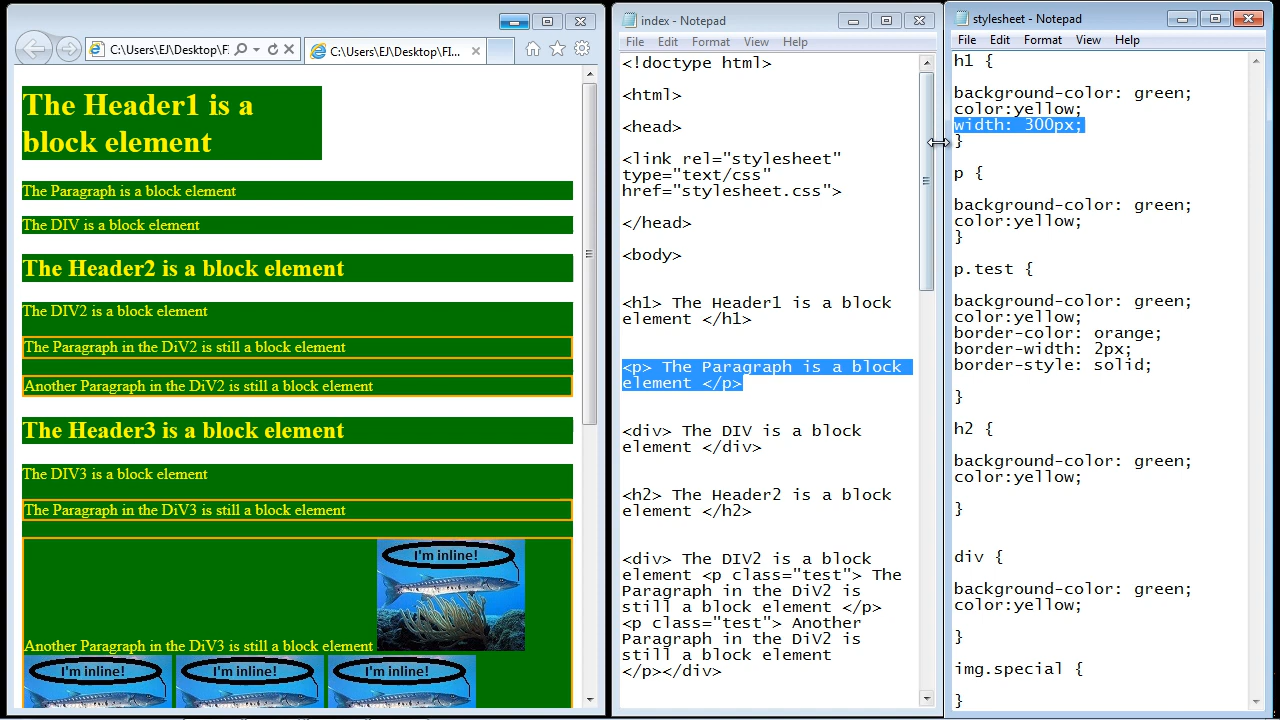 C:\Users\EJ\Desktop\F
C:\Users\EJ\Desktop\FI...
The Header1 is a
block element
The Paragraph is a block element
The DIV is a block element
The Header2 is a block element
The DIV2 is a block element
The Paragraph in the DiV2 is still a block element
Another Paragraph in the DiV2 is still a block element
The Header3 is a block element
The DIV3 is a block element
The Paragraph in the DiV3 is still a block element
I'm inline!
Another Paragraph in the DiV3 is still a block element
I'm inline! I'm inline! I'm inline!
index - Notepad
File Edit Format View Help
<!doctype html>
<html>
<head>
<link rel="stylesheet"
type="text/css"
href="stylesheet.css">
</head>
<body>
<h1> The Header1 is a block
element </h1>
<p> The Paragraph is a block
element </p>
<div> The DIV is a block
element </div>
<h2> The Header2 is a block
element </h2>
<div> The DIV2 is a block
element <p class="test"> The
Paragraph in the DiV2 is
still a block element </p>
<p class="test"> Another
Paragraph in the DiV2 is
still a block element
</p></div>
stylesheet - Notepad
File Edit Format View Help
h1 {
background-color: green;
color:yellow;
width: 300px;
}
p {
background-color: green;
color:yellow;
}
p.test {
background-color: green;
color:yellow;
border-color: orange;
border-width: 2px;
border-style: solid;
}
h2 {
background-color: green;
color:yellow;
}
div {
background-color: green;
color:yellow;
}
img.special {
}